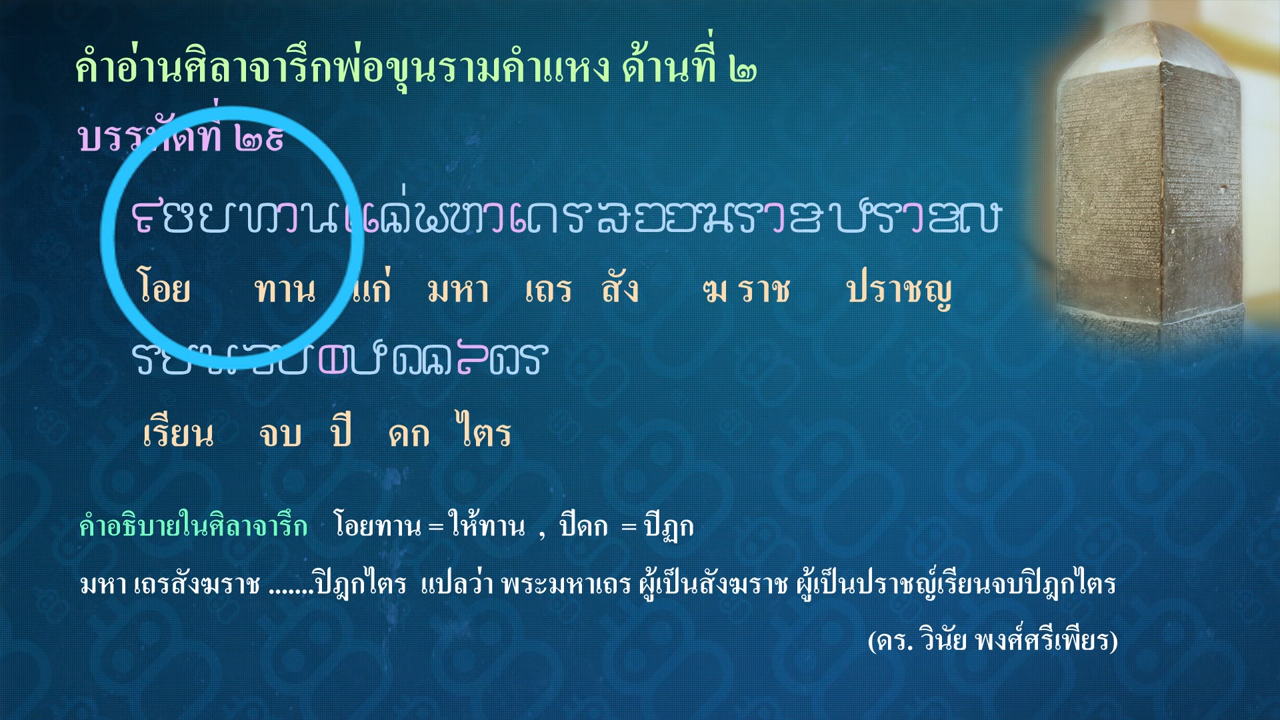 คำอ่านศิลาจารึกพ่อขุนรามคำแหง ด้านที่ ๒
บรรทัดที่ ๒๙
โอย ทาน แก่ มหา เถร สัง ฆ ราช ปราชญ
เรียน จบ ปี ดก ไตร
คำอธิบายในศิลาจารึก โอยทาน = ให้ทาน , ปีดก = ปีฎก
มหา เถรสังฆราช .......ปิฎกไตร แปลว่า พระมหาเถร ผู้เป็นสังฆราช ผู้เป็นปราชญ์เรียนจบปิฎกไตร
(ดร. วินัย พงศ์ศรีเพียร)